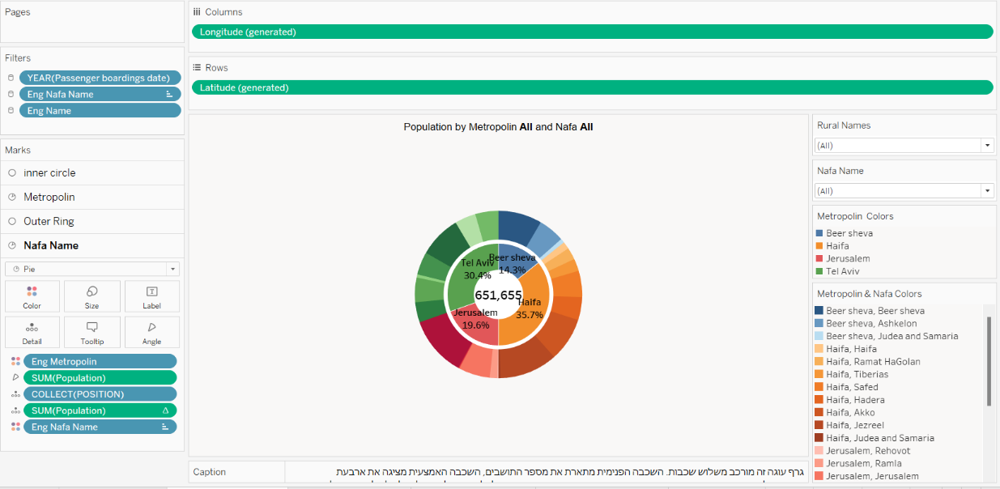 Pages
Columns
Longitude (generated)
Filters
YEAR(Passenger boardings date)
Eng Nafa Name
Eng Name
Rows
Latitude (generated)
Marks
inner circle
Metropolin
Outer Ring
Nafa Name
Pie
Color
Size
Label
Detail
Tooltip
Angle
Eng Metropolin
SUM(Population)
COLLECT(POSITION)
SUM(Population)
Eng Nafa Name
Population by Metropolin All and Nafa All
Tel Aviv
30.4%
Beer sheva
14.3%
651,655
Haifa
35.7%
Jerusalem
19.6%
Caption
גרף עוגה זה מורכב משלוש שכבות. השכבה הפנימית מתארת את מספר התושבים, השכבה האמצעית מציגה את ארבעת
Rural Names
(All)
Nafa Name
(All)
Metropolin Colors
Beer sheva
Haifa
Jerusalem
Tel Aviv
Metropolin & Nafa Colors
Beer sheva, Beer sheva
Beer sheva, Ashkelon
Beer sheva, Judea and Samaria
Haifa, Haifa
Haifa, Ramat HaGolan
Haifa, Tiberias
Haifa, Safed
Haifa, Hadera
Haifa, Akko
Haifa, Jezreel
Haifa, Judea and Samaria
Jerusalem, Rehovot
Jerusalem, Ramla
Jerusalem, Jerusalem